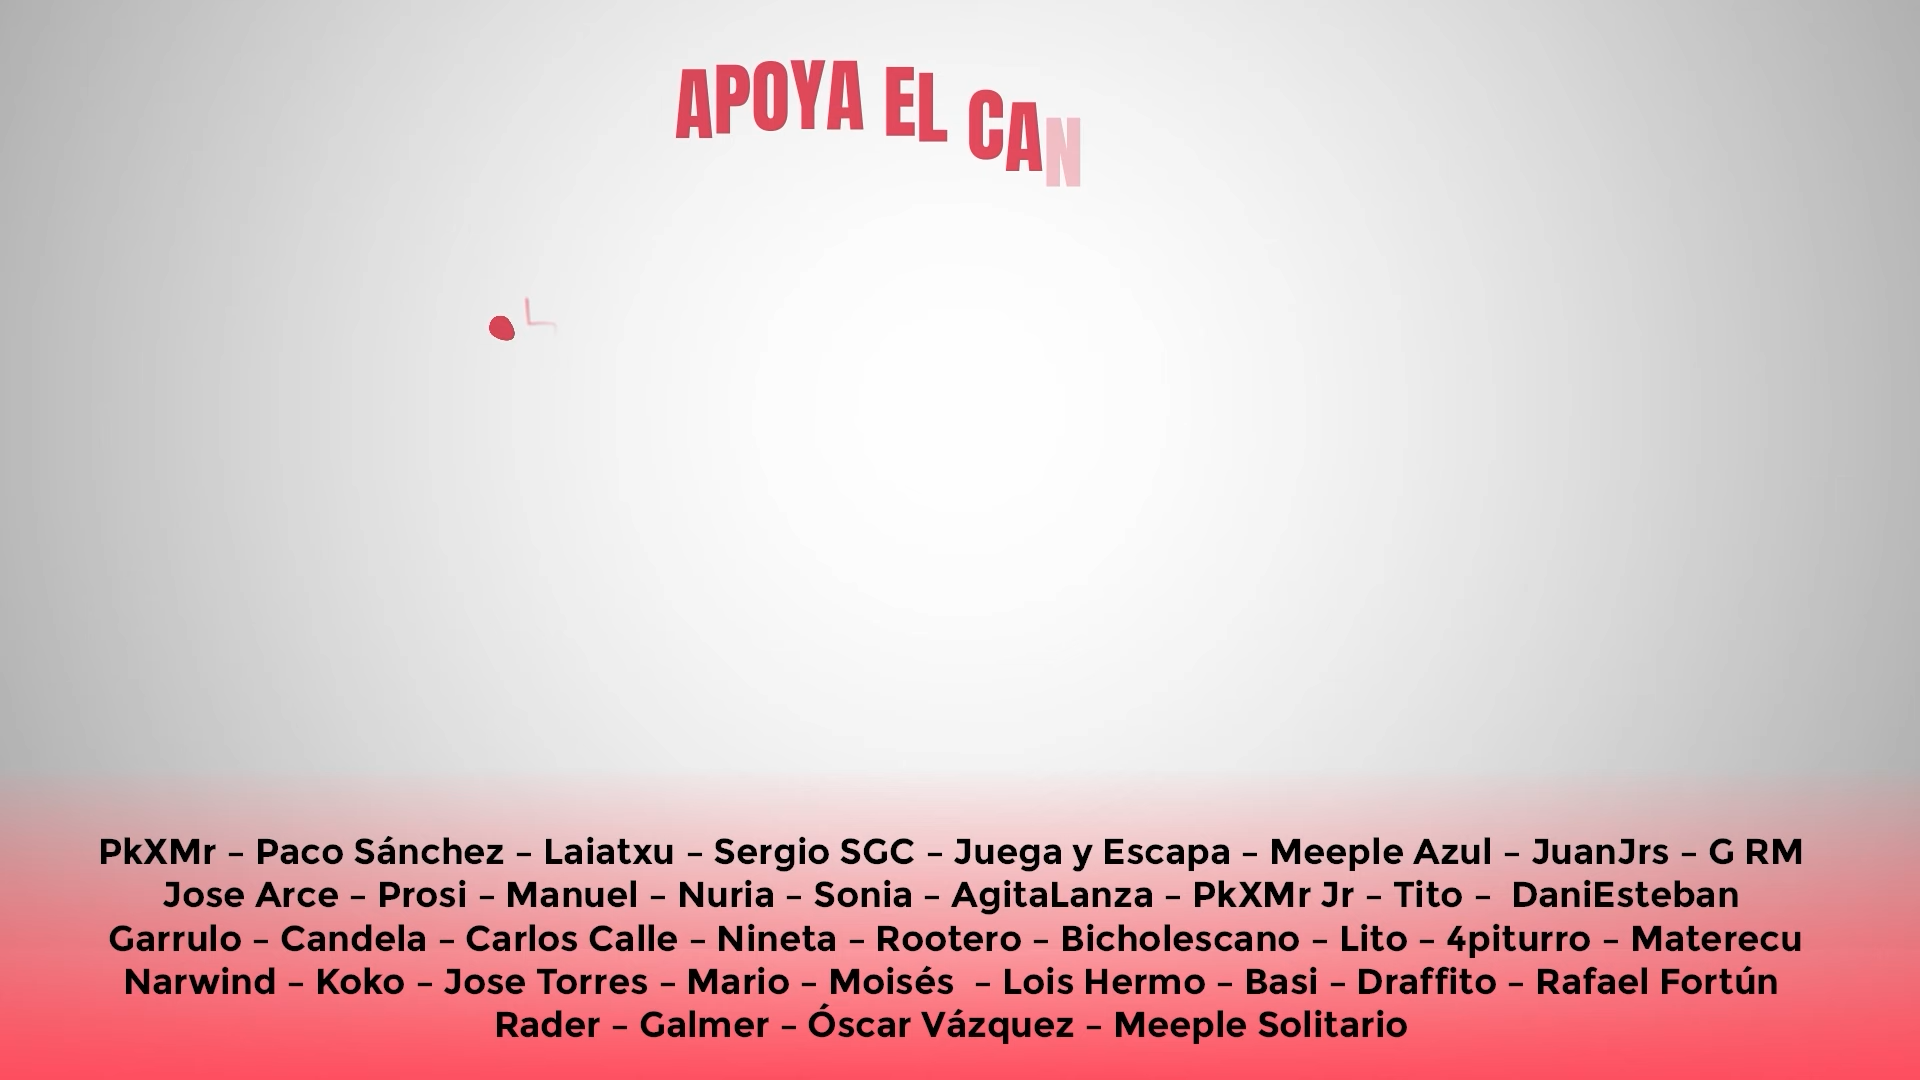 APOYA EL CAN
PkXMr – Paco Sánchez – Laiatxu – Sergio SGC – Juega y Escapa – Meeple Azul – JuanJrs – G RM
Jose Arce – Prosi – Manuel – Nuria – Sonia – AgitaLanza – PkXMr Jr – Tito – DaniEsteban
Garrulo – Candela – Carlos Calle – Nineta – Rootero – Bicholescano – Lito – 4piturro – Materecu
Narwind – Koko – Jose Torres – Mario – Moisés – Lois Hermo – Basi – Draffito – Rafael Fortún
Rader – Galmer – Óscar Vázquez – Meeple Solitario